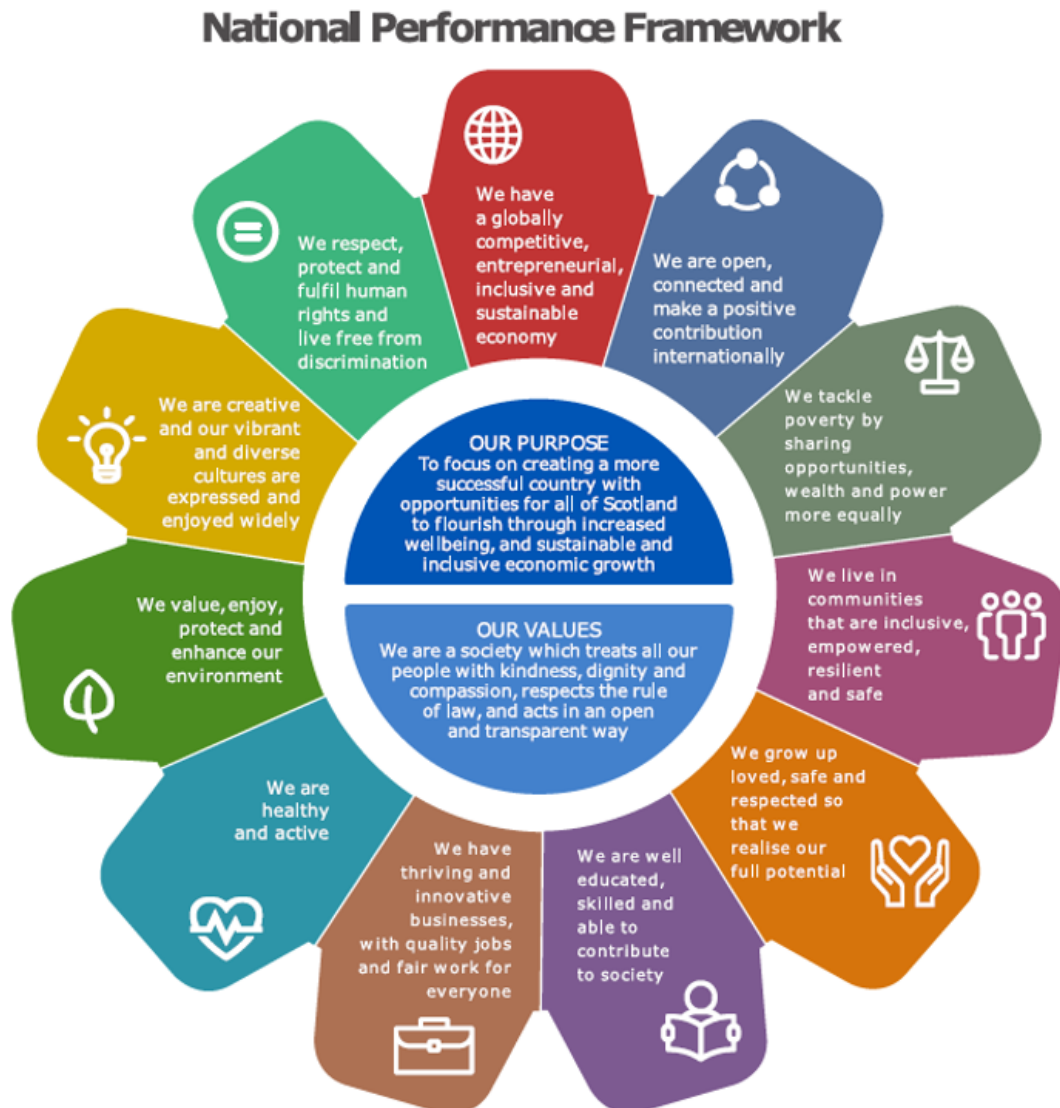 National Performance Framework
We have
a globally
competitive,
entrepreneurial,
inclusive and
sustainable
economy
We are open,
connected and
make a positive
contribution
internationally
We tackle
poverty by
sharing
opportunities,
wealth and power
more equally
We live in
communities
that are inclusive,
empowered,
resilient
and safe
We grow up
loved, safe and
respected so
that we
realise our
full potential
We are well
educated,
skilled and
able to
contribute
to society
We have
thriving and
innovative
businesses,
with quality jobs
and fair work for
everyone
We are
healthy
and active
We value, enjoy,
protect and
enhance our
environment
We are creative
and our vibrant
and diverse
cultures are
expressed and
enjoyed widely
We respect,
protect and
fulfil human
rights and
live free from
discrimination
OUR PURPOSE
To focus on creating a more
successful country with
opportunities for all of Scotland
to flourish through increased
wellbeing, and sustainable and
inclusive economic growth
OUR VALUES
We are a society which treats all our
people with kindness, dignity and
compassion, respects the rule
of law, and acts in an open
and transparent way